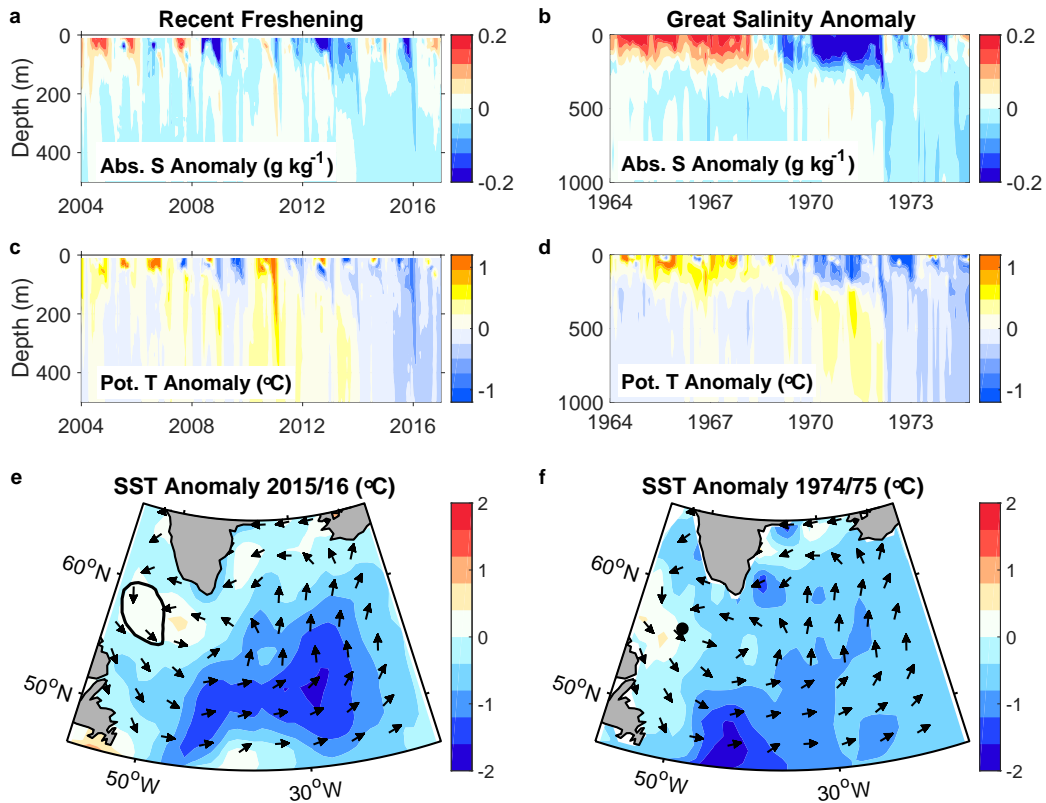 a Recent Freshening
b Great Salinity Anomaly
0
200
400
Depth (m)
Abs. S Anomaly (g kg⁻¹)
2004 2008 2012 2016
0.2
0
-0.2
0
500
1000
Abs. S Anomaly (g kg⁻¹)
1964 1967 1970 1973
0.2
0
-0.2
c
0
200
400
Depth (m)
Pot. T Anomaly (°C)
2004 2008 2012 2016
1
0
-1
d
0
500
1000
Pot. T Anomaly (°C)
1964 1967 1970 1973
1
0
-1
e SST Anomaly 2015/16 (°C)
60°N
50°N
50°W
30°W
2
1
0
-1
-2
f SST Anomaly 1974/75 (°C)
60°N
50°N
50°W
30°W
2
1
0
-1
-2